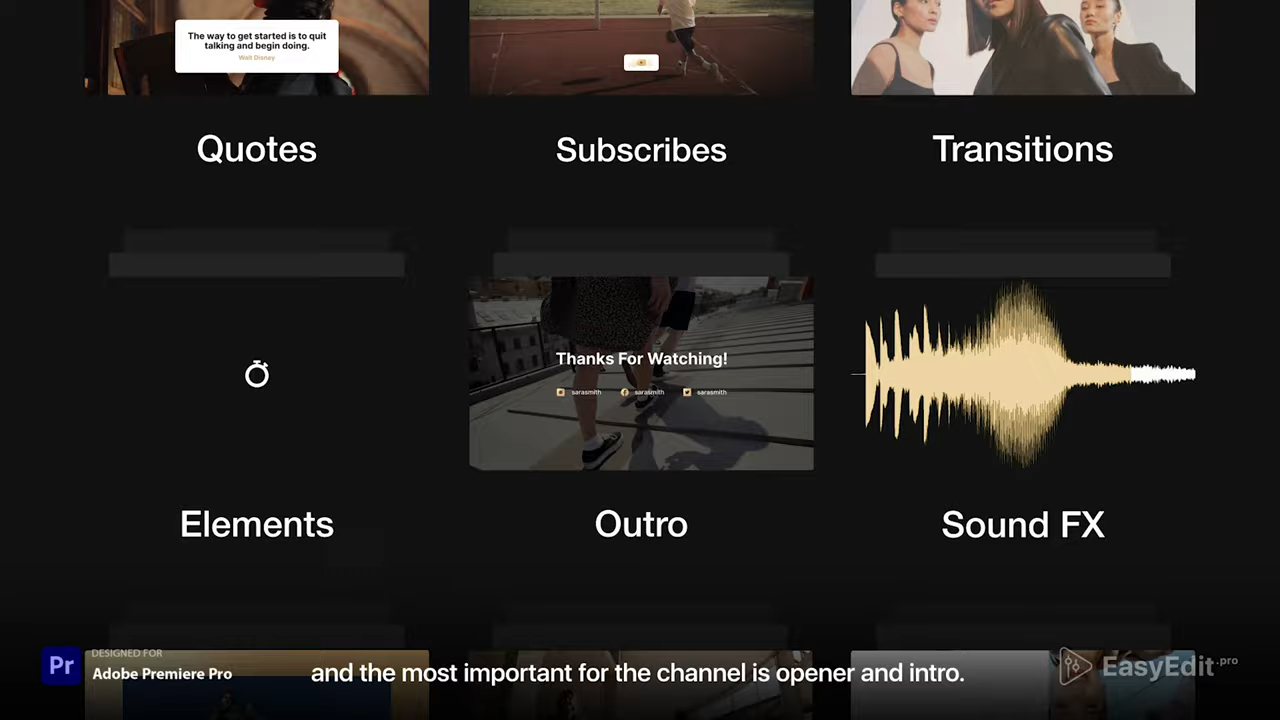 The way to get started is to quit
talking and begin doing.
Walt Disney
Quotes
Subscribes
Transitions
Thanks For Watching!
sarasmith
sarasmith
sarasmith
Elements
Outro
Sound FX
Pr
DESIGNED FOR
Adobe Premiere Pro
and the most important for the channel is opener and intro.
EasyEdit.pro